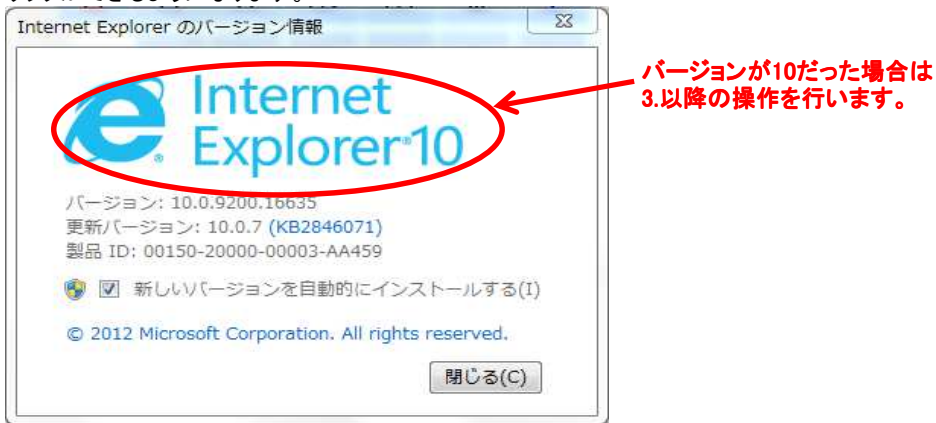 Internet Explorer のバージョン情報
Internet
Explorer 10
バージョンが10だった場合は
3.以降の操作を行います。
バージョン: 10.0.9200.16635
更新バージョン: 10.0.7 (KB2846071)
製品 ID: 00150-20000-00003-AA459
新しいバージョンを自動的にインストールする(I)
© 2012 Microsoft Corporation. All rights reserved.
閉じる(C)